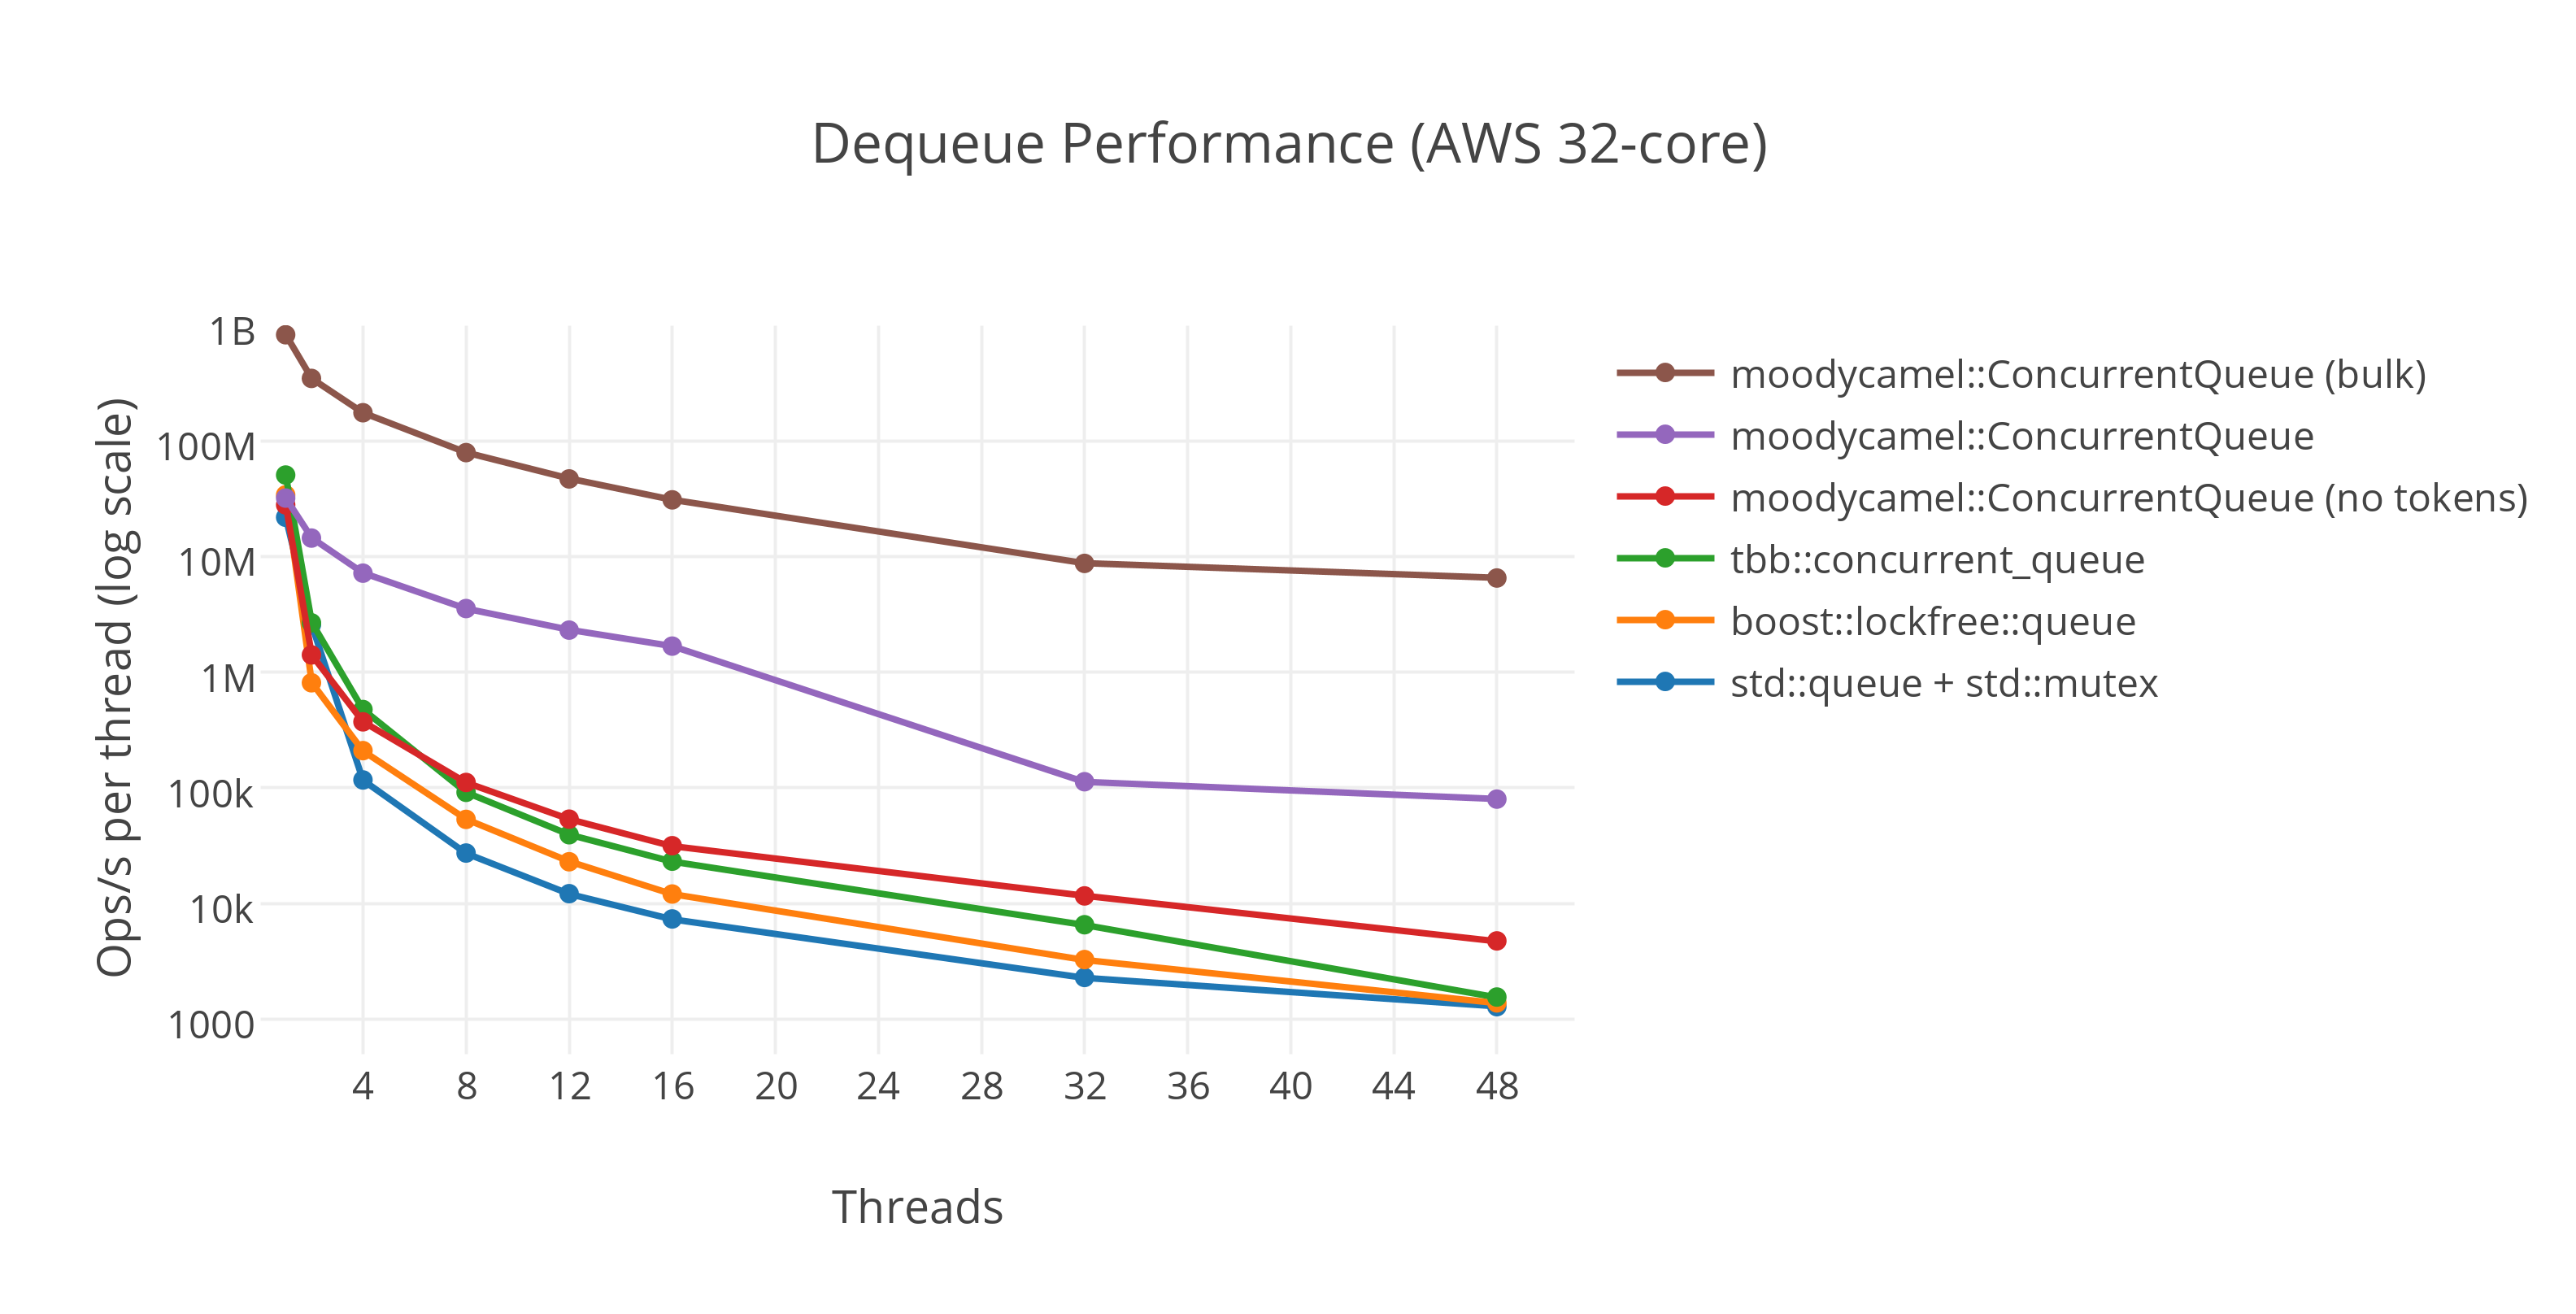 Dequeue Performance (AWS 32-core)
Ops/s per thread (log scale)
1B
100M
10M
1M
100k
10k
1000
4 8 12 16 20 24 28 32 36 40 44 48
Threads
moodycamel::ConcurrentQueue (bulk)
moodycamel::ConcurrentQueue
moodycamel::ConcurrentQueue (no tokens)
tbb::concurrent_queue
boost::lockfree::queue
std::queue + std::mutex